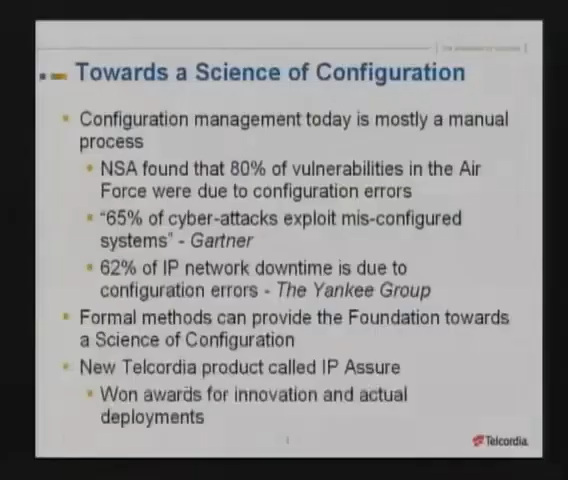 Towards a Science of Configuration
Configuration management today is mostly a manual
process
NSA found that 80% of vulnerabilities in the Air
Force were due to configuration errors
"65% of cyber-attacks exploit mis-configured
systems" - Gartner
62% of IP network downtime is due to
configuration errors - The Yankee Group
Formal methods can provide the Foundation towards
a Science of Configuration
New Telcordia product called IP Assure
Won awards for innovation and actual
deployments
Telcordia